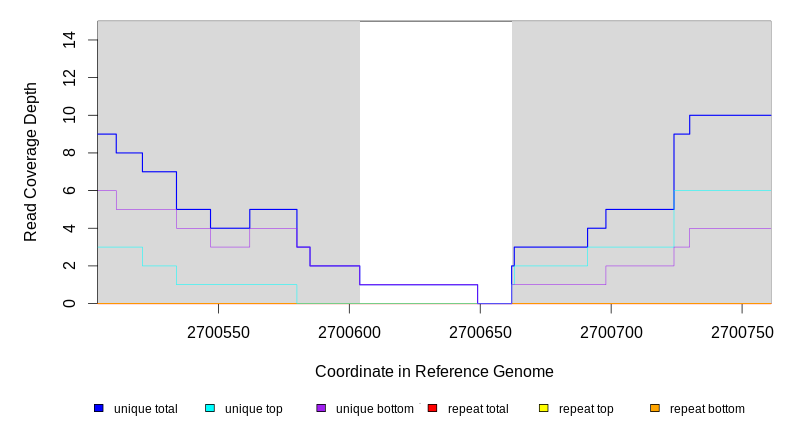 14
12
10
8
6
4
2
0
Read Coverage Depth
2700550 2700600 2700650 2700700 2700750
Coordinate in Reference Genome
unique total unique top unique bottom repeat total repeat top repeat bottom